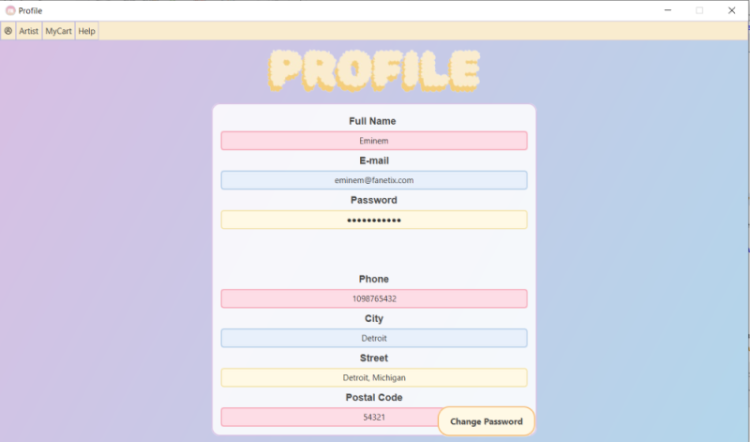 Profile
Artist MyCart Help
PROFILE
Full Name
Eminem
E-mail
eminem@fanetix.com
Password
•••••••••••
Phone
1098765432
City
Detroit
Street
Detroit, Michigan
Postal Code
54321
Change Password